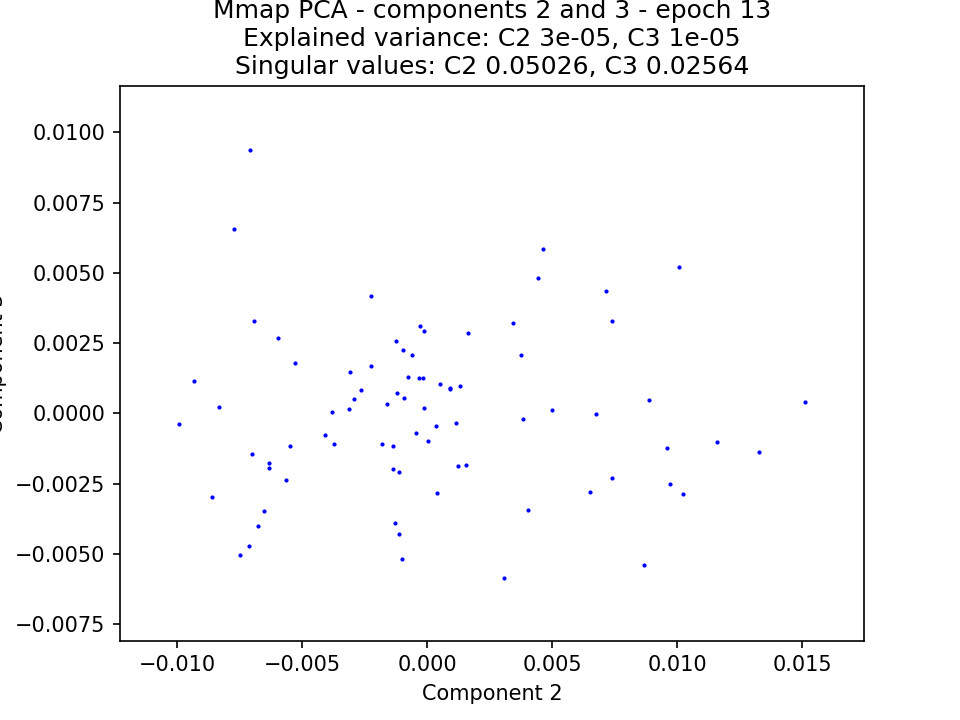 Mmap PCA - components 2 and 3 - epoch 13
Explained variance: C2 3e-05, C3 1e-05
Singular values: C2 0.05026, C3 0.02564
0.0100
0.0075
0.0050
0.0025
0.0000
−0.0025
−0.0050
−0.0075
−0.010 −0.005 0.000 0.005 0.010 0.015
Component 2